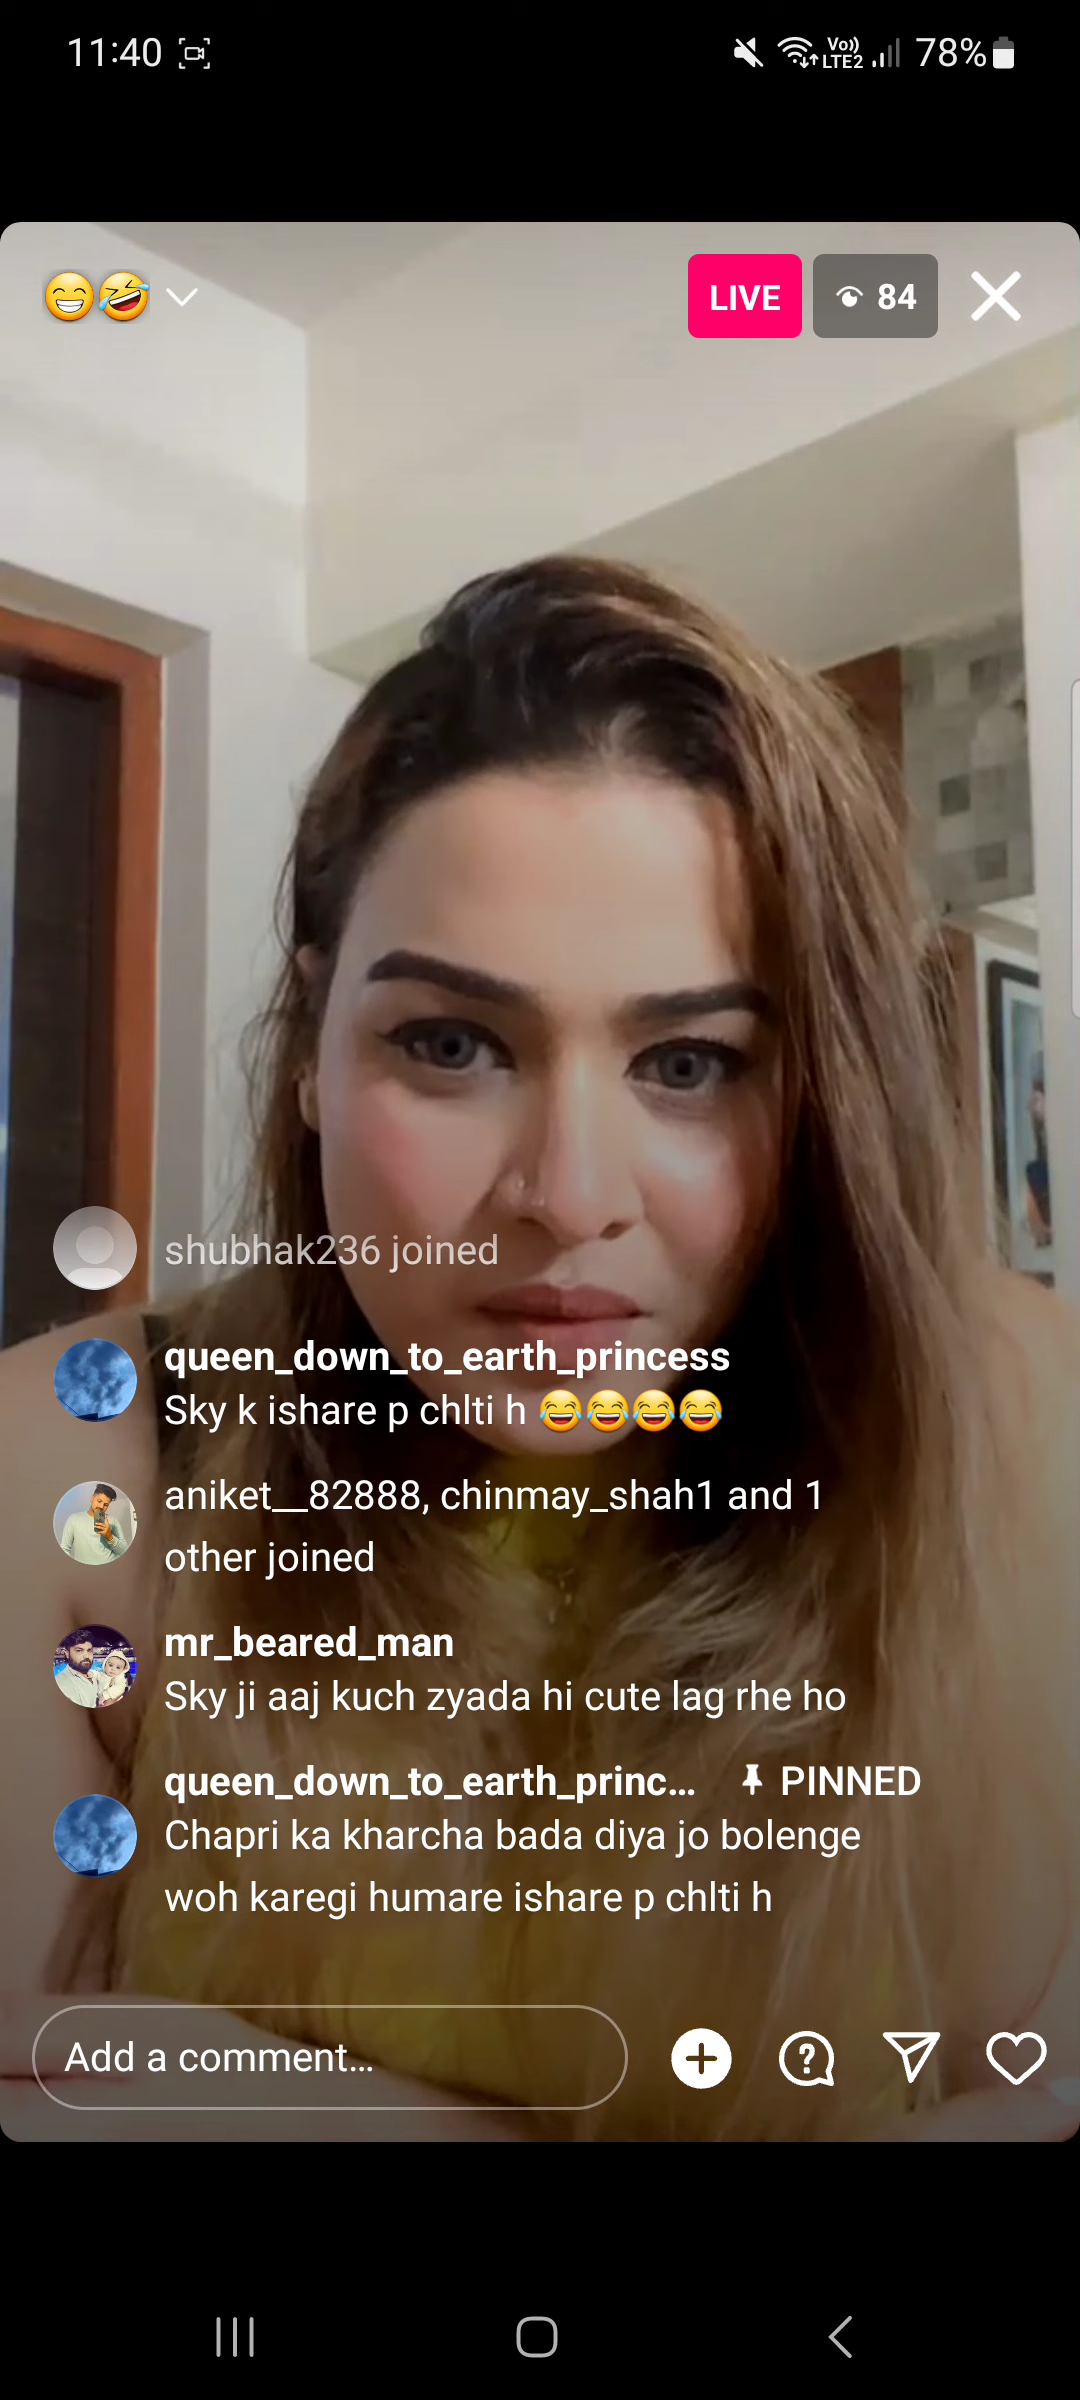 11:40 Vo)) LTE2 78%
😁🤣 LIVE 84
shubhak236 joined
queen_down_to_earth_princess
Sky k ishare p chlti h 😂😂😂😂
aniket__82888, chinmay_shah1 and 1
other joined
mr_beared_man
Sky ji aaj kuch zyada hi cute lag rhe ho
queen_down_to_earth_princ... PINNED
Chapri ka kharcha bada diya jo bolenge
woh karegi humare ishare p chlti h
Add a comment...